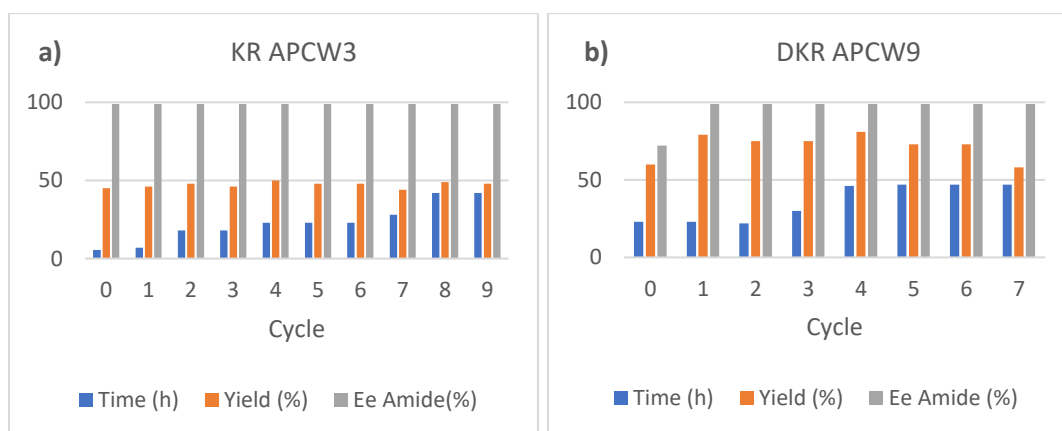 a)
KR APCW3
100
50
0
0 1 2 3 4 5 6 7 8 9
Cycle
Time (h) Yield (%) Ee Amide(%)
b)
DKR APCW9
100
50
0
0 1 2 3 4 5 6 7
Cycle
Time (h) Yield (%) Ee Amide (%)